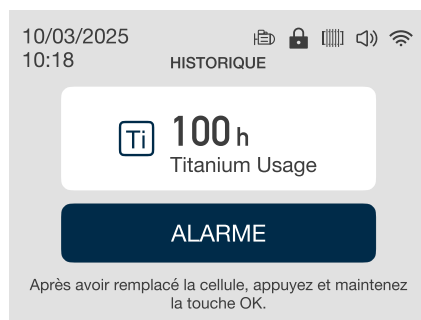 10/03/2025
10:18
HISTORIQUE
Ti
100 h
Titanium Usage
ALARME
Après avoir remplacé la cellule, appuyez et maintenez
la touche OK.